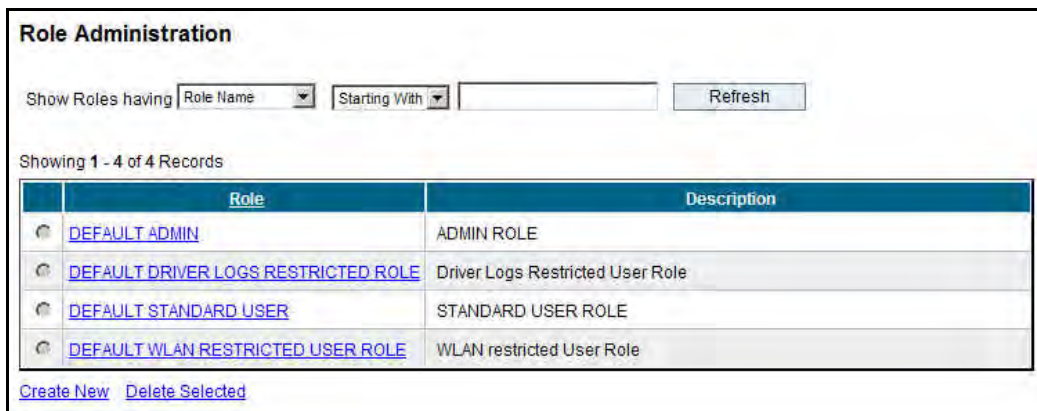 Role Administration
Show Roles having Role Name Starting With Refresh
Showing 1 - 4 of 4 Records
Role Description
DEFAULT ADMIN ADMIN ROLE
DEFAULT DRIVER LOGS RESTRICTED ROLE Driver Logs Restricted User Role
DEFAULT STANDARD USER STANDARD USER ROLE
DEFAULT WLAN RESTRICTED USER ROLE WLAN restricted User Role
Create New Delete Selected